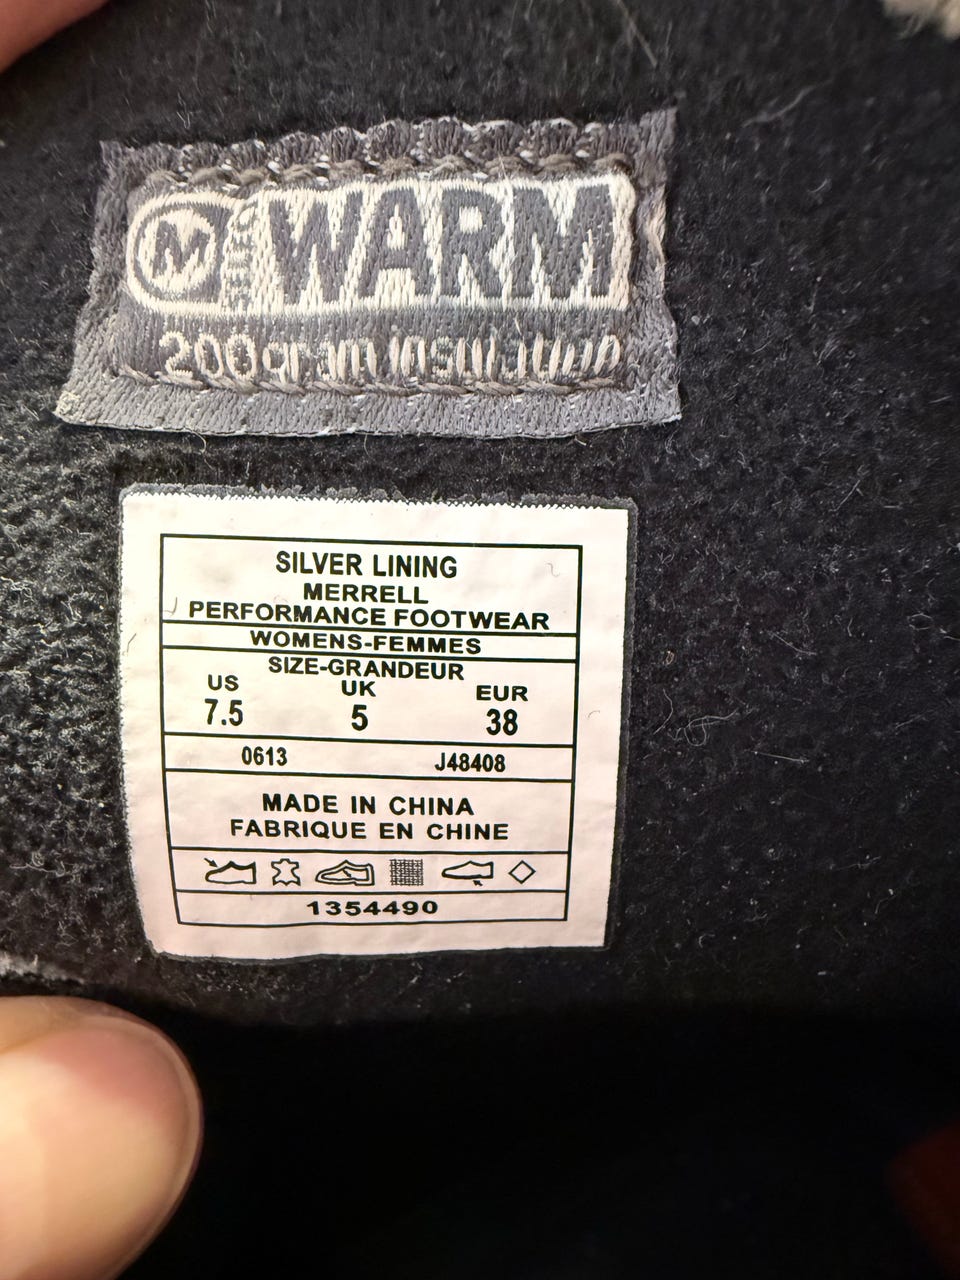 M SELECT WARM
200gram insulation
SILVER LINING
MERRELL
PERFORMANCE FOOTWEAR
WOMENS-FEMMES
SIZE-GRANDEUR
US UK EUR
7.5 5 38
0613 J48408
MADE IN CHINA
FABRIQUE EN CHINE
1354490